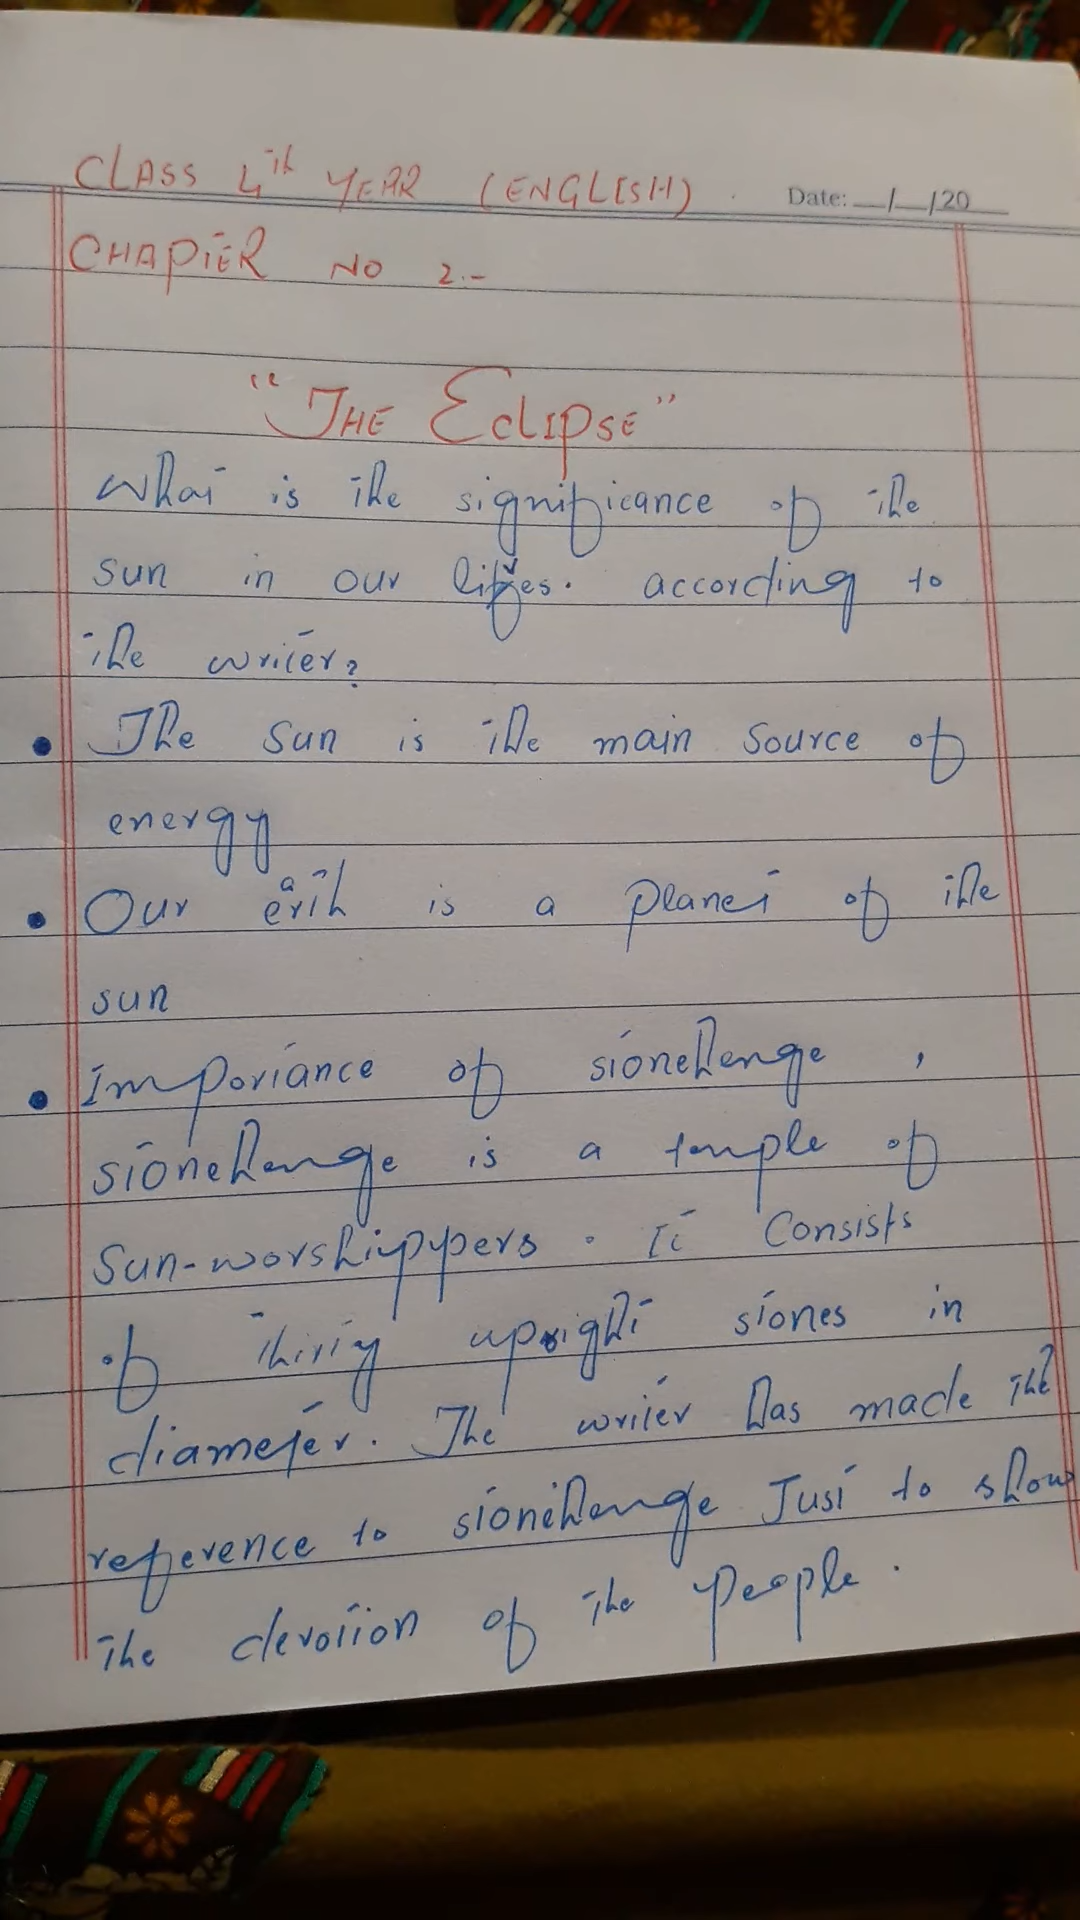 CLASS 4th YEAR (ENGLISH).
Date: __/__/20__
CHAPTER NO 2.-
"THE EClIPSE"
What is the significance of the
sun in our lives. according to
the writer?
• The Sun is the main Source of
energy
• Our earth is a planet of the
sun
• Importance of stonehenge,
stonehenge is a temple of
Sun-worshippers. It Consists
of thirty upright stones in
diameter. The writer has made the
reference to stonehenge Just to show
the devotion of the people.